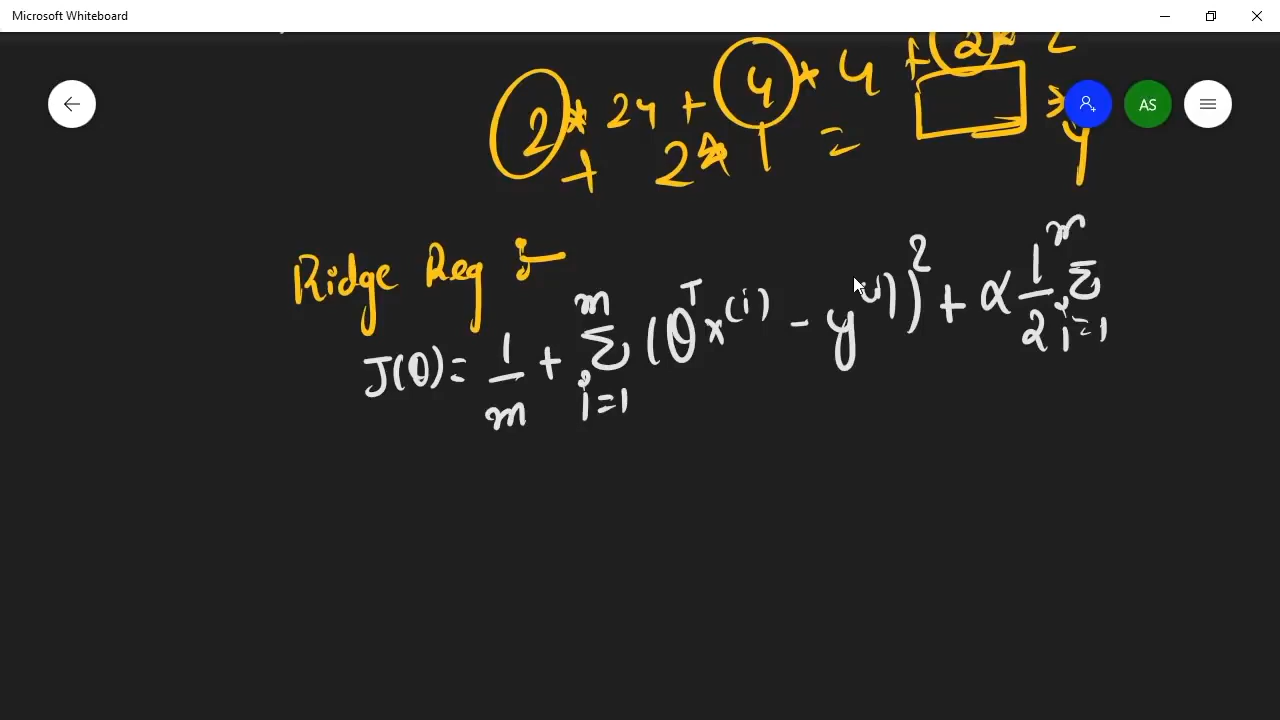 Microsoft Whiteboard
2 * 24 + 4 * 4 + 2 *
+ 2 * 1 = y
AS
Ridge Reg :-
J(θ) = 1/m + Σ_{i=1}^{m} (θ^T x^(i) - y^(i))^2 + α 1/2 Σ_{i=1}^{m}